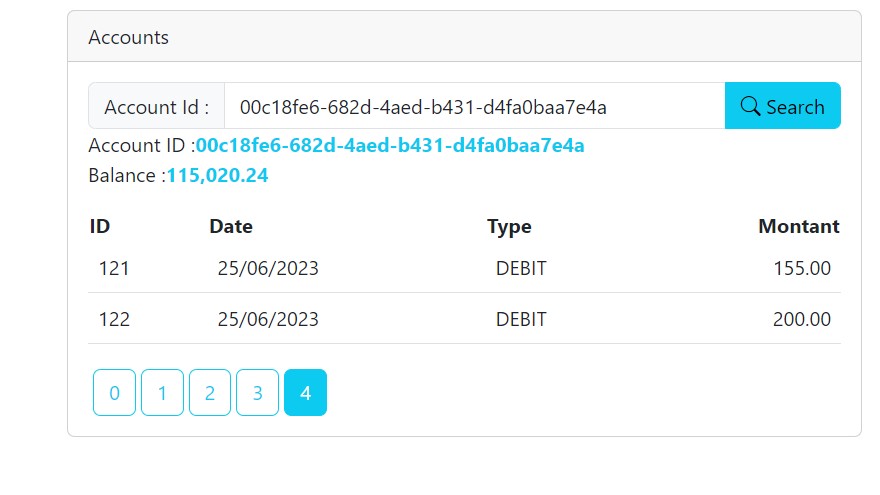 Accounts
Account Id : 00c18fe6-682d-4aed-b431-d4fa0baa7e4a Search
Account ID :00c18fe6-682d-4aed-b431-d4fa0baa7e4a
Balance :115,020.24
ID Date Type Montant
121 25/06/2023 DEBIT 155.00
122 25/06/2023 DEBIT 200.00
0 1 2 3 4